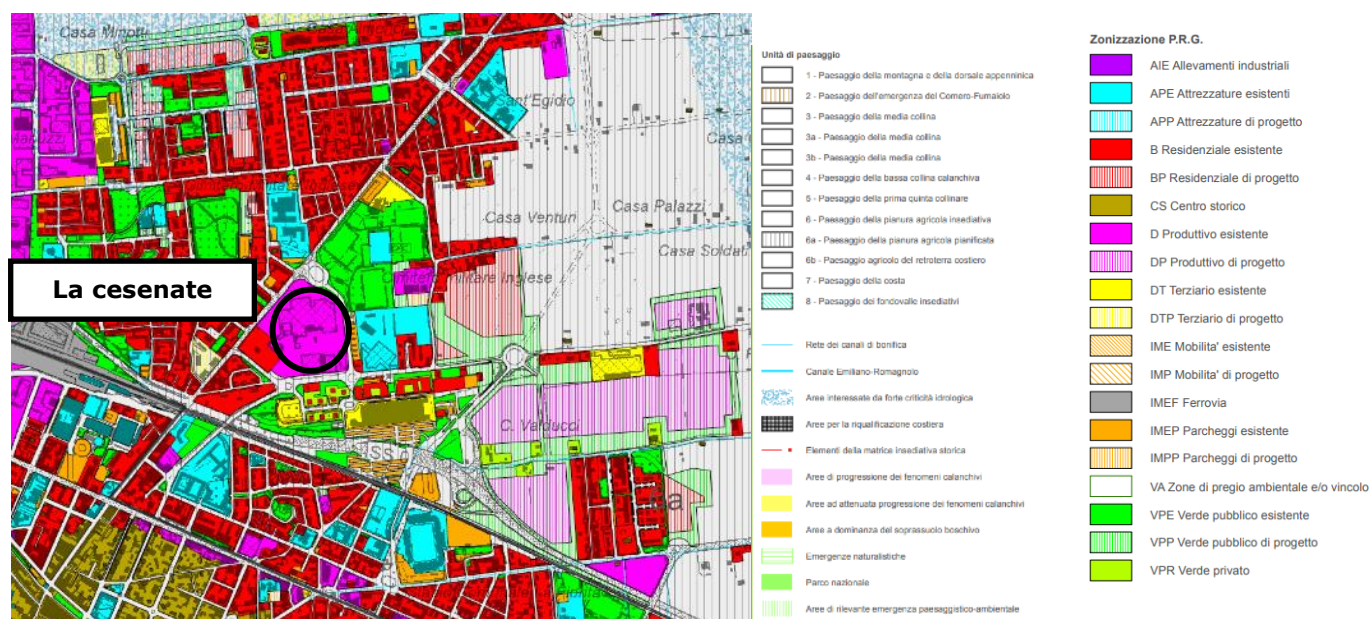 Casa Minoti
Sant'Egidio
Casa
Casa Venturi
Casa Palazzi
Casa Soldati
Cimitero Militare Inglese
La cesenate
C. Valducci
6a
Unità di paesaggio
1 - Paesaggio della montagna e della dorsale appenninica
2 - Paesaggio dell'emergenza del Comero-Fumaiolo
3 - Paesaggio della media collina
3a - Paesaggio della media collina
3b - Paesaggio della media collina
4 - Paesaggio della bassa collina calanchiva
5 - Paesaggio della prima quinta collinare
6 - Paesaggio della pianura agricola insediativa
6a - Paesaggio della pianura agricola pianificata
6b - Paesaggio agricolo del retroterra costiero
7 - Paesaggio della costa
8 - Paesaggio dei fondovalle insediativi
Rete dei canali di bonifica
Canale Emiliano-Romagnolo
Aree interessate da forte criticità idrologica
Aree per la riqualificazione costiera
Elementi della matrice insediativa storica
Aree di progressione dei fenomeni calanchivi
Aree ad attenuata progressione dei fenomeni calanchivi
Aree a dominanza del soprassuolo boschivo
Emergenze naturalistiche
Parco nazionale
Aree di rilevante emergenza paesaggistico-ambientale
Zonizzazione P.R.G.
AIE Allevamenti industriali
APE Attrezzature esistenti
APP Attrezzature di progetto
B Residenziale esistente
BP Residenziale di progetto
CS Centro storico
D Produttivo esistente
DP Produttivo di progetto
DT Terziario esistente
DTP Terziario di progetto
IME Mobilita' esistente
IMP Mobilita' di progetto
IMEF Ferrovia
IMEP Parcheggi esistente
IMPP Parcheggi di progetto
VA Zone di pregio ambientale e/o vincolo
VPE Verde pubblico esistente
VPP Verde pubblico di progetto
VPR Verde privato